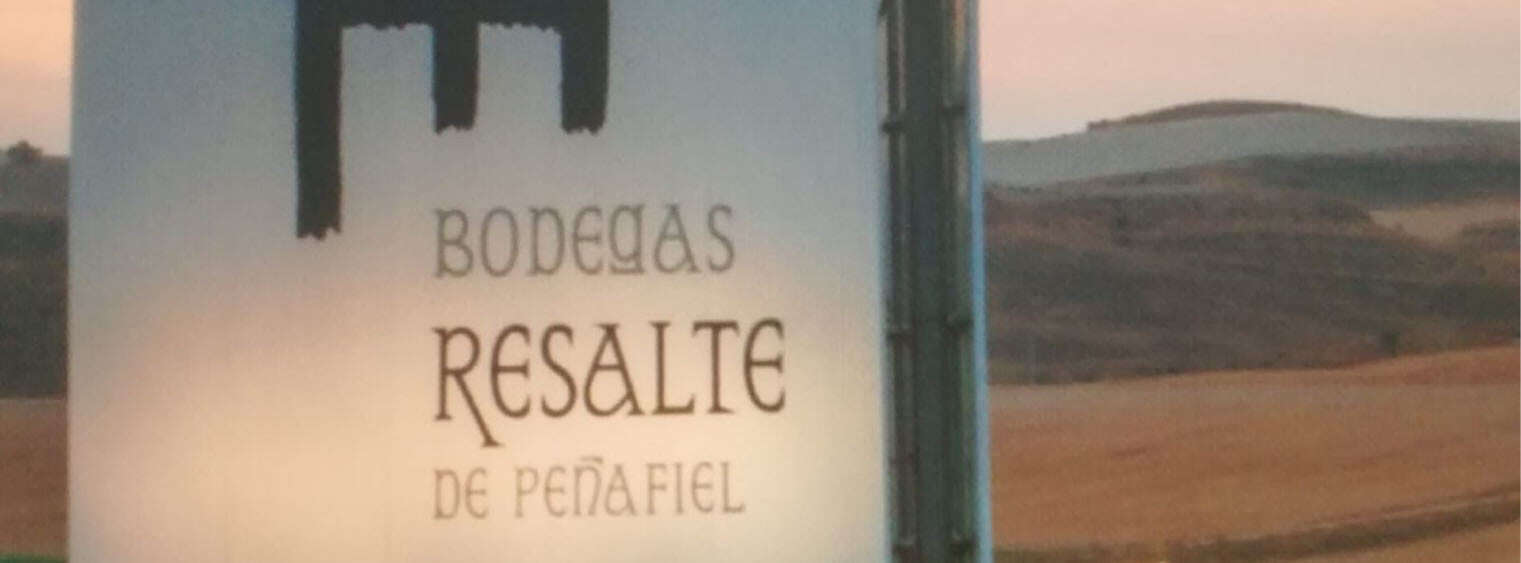 BODEGAS
RESALTE
DE PEÑAFIEL